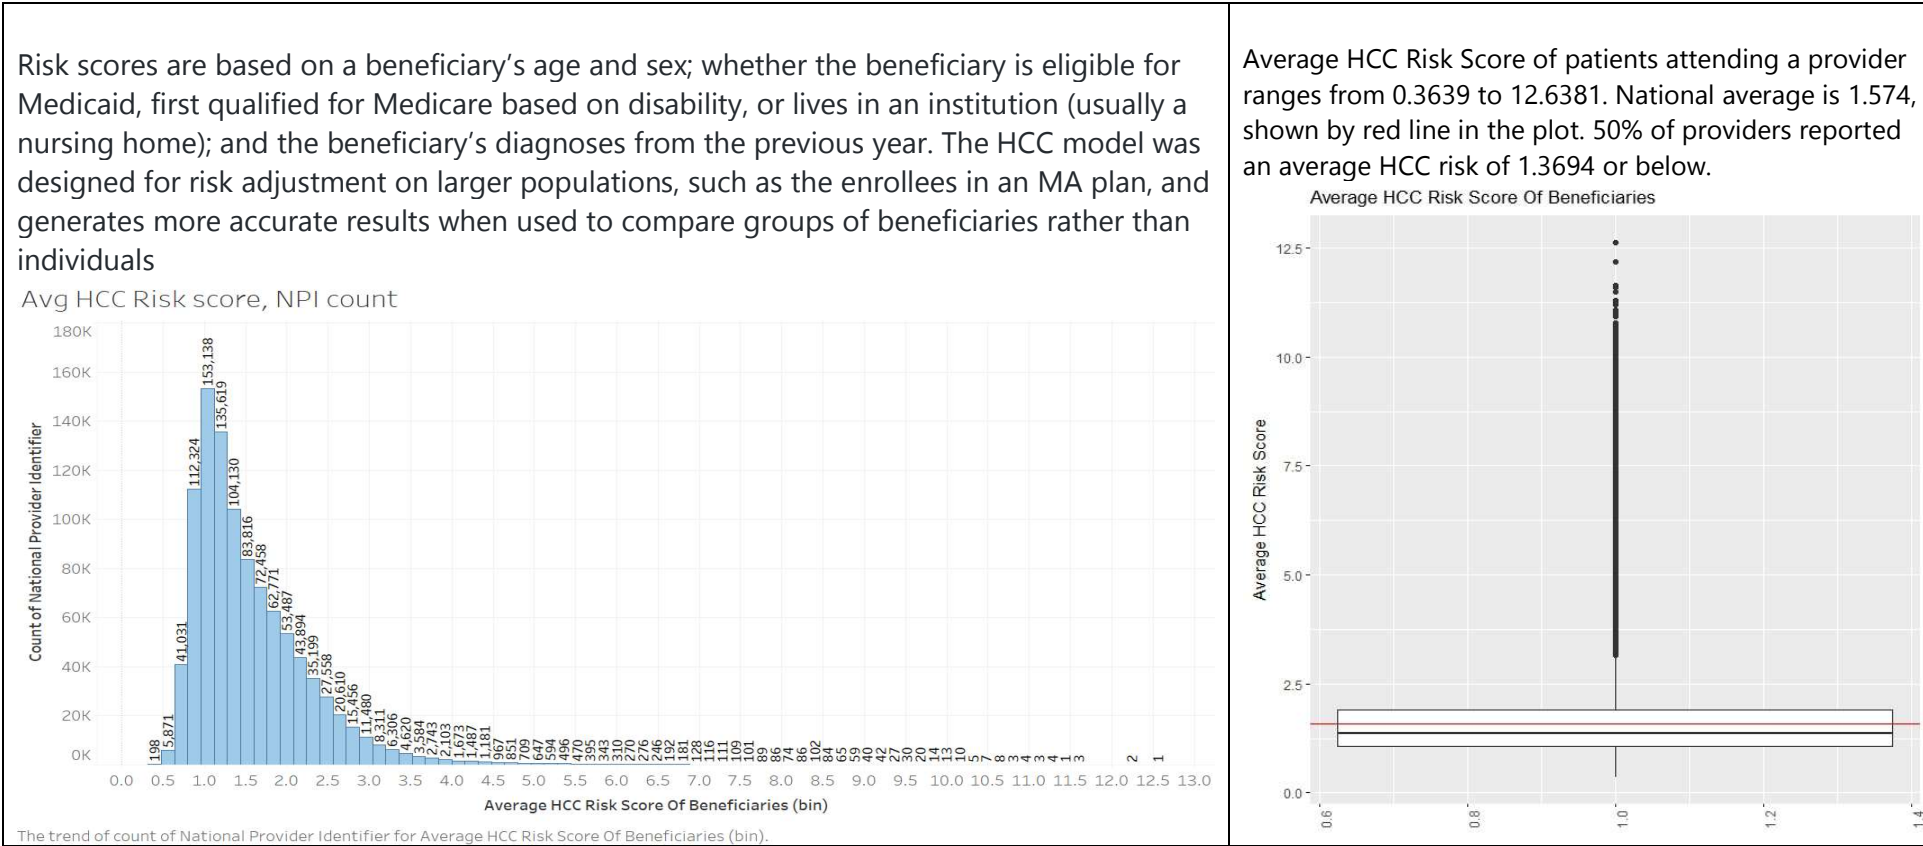 Risk scores are based on a beneficiary’s age and sex; whether the beneficiary is eligible for
Medicaid, first qualified for Medicare based on disability, or lives in an institution (usually a
nursing home); and the beneficiary’s diagnoses from the previous year. The HCC model was
designed for risk adjustment on larger populations, such as the enrollees in an MA plan, and
generates more accurate results when used to compare groups of beneficiaries rather than
individuals
Avg HCC Risk score, NPI count
180K
160K
140K
120K
100K
80K
60K
40K
20K
0K
Count of National Provider Identifier
198
5,871
41,031
112,324
153,138
135,619
104,130
83,816
72,458
62,771
53,487
43,894
35,199
27,558
20,610
15,456
11,480
8,311
6,306
4,620
3,584
2,743
2,103
1,673
1,487
1,181
967
851
709
647
594
496
470
395
343
310
270
276
246
192
181
128
116
111
109
101
89
86
74
86
102
84
65
59
40
42
27
30
20
14
13
10
5
7
8
3
4
3
4
1
3
2
1
0.0 0.5 1.0 1.5 2.0 2.5 3.0 3.5 4.0 4.5 5.0 5.5 6.0 6.5 7.0 7.5 8.0 8.5 9.0 9.5 10.0 10.5 11.0 11.5 12.0 12.5 13.0
Average HCC Risk Score Of Beneficiaries (bin)
The trend of count of National Provider Identifier for Average HCC Risk Score Of Beneficiaries (bin).
Average HCC Risk Score of patients attending a provider
ranges from 0.3639 to 12.6381. National average is 1.574,
shown by red line in the plot. 50% of providers reported
an average HCC risk of 1.3694 or below.
Average HCC Risk Score Of Beneficiaries
12.5
10.0
7.5
5.0
2.5
0.0
Average HCC Risk Score
0.6 0.8 1.0 1.2 1.4